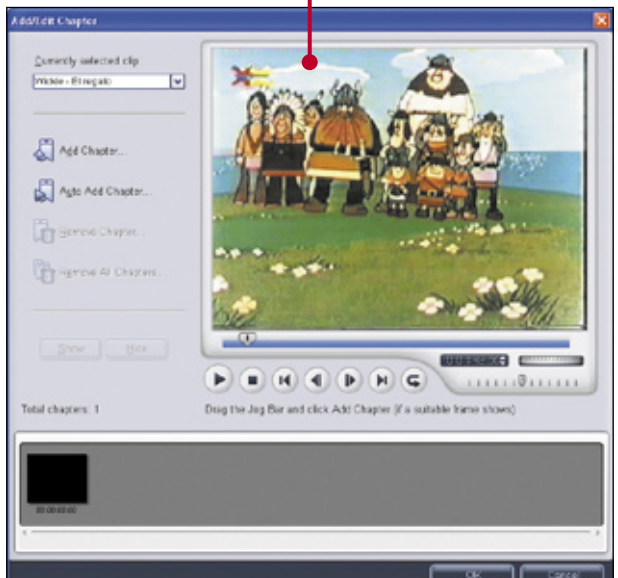 Add/Edit Chapter
Currently selected clip
Wickie - El regalo
Add Chapter...
Auto Add Chapter...
Remove Chapter...
Remove All Chapters...
Show Hide
Total chapters: 1
Drag the Jog Bar and click Add Chapter (if a suitable frame shows)
00:00:00:00
OK Cancel